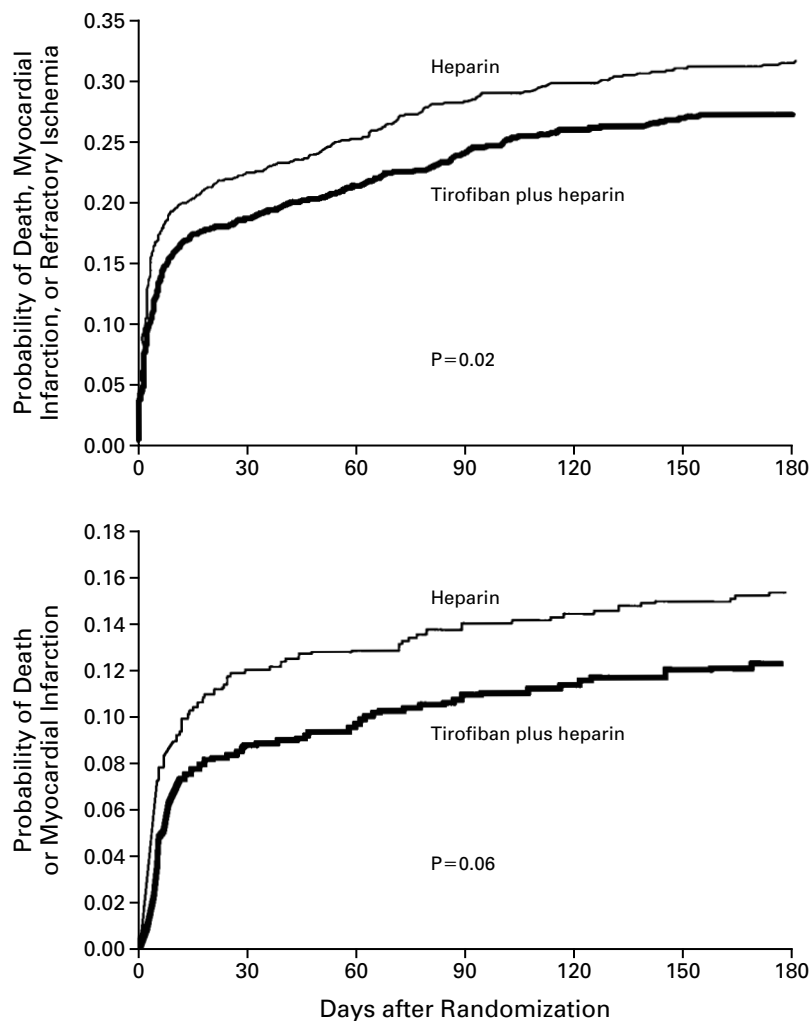 Probability of Death, Myocardial
Infarction, or Refractory Ischemia
0.35
0.30
0.25
0.20
0.15
0.10
0.05
0.00
Heparin
Tirofiban plus heparin
P=0.02
0 30 60 90 120 150 180
Probability of Death
or Myocardial Infarction
0.18
0.16
0.14
0.12
0.10
0.08
0.06
0.04
0.02
0.00
Heparin
Tirofiban plus heparin
P=0.06
0 30 60 90 120 150 180
Days after Randomization